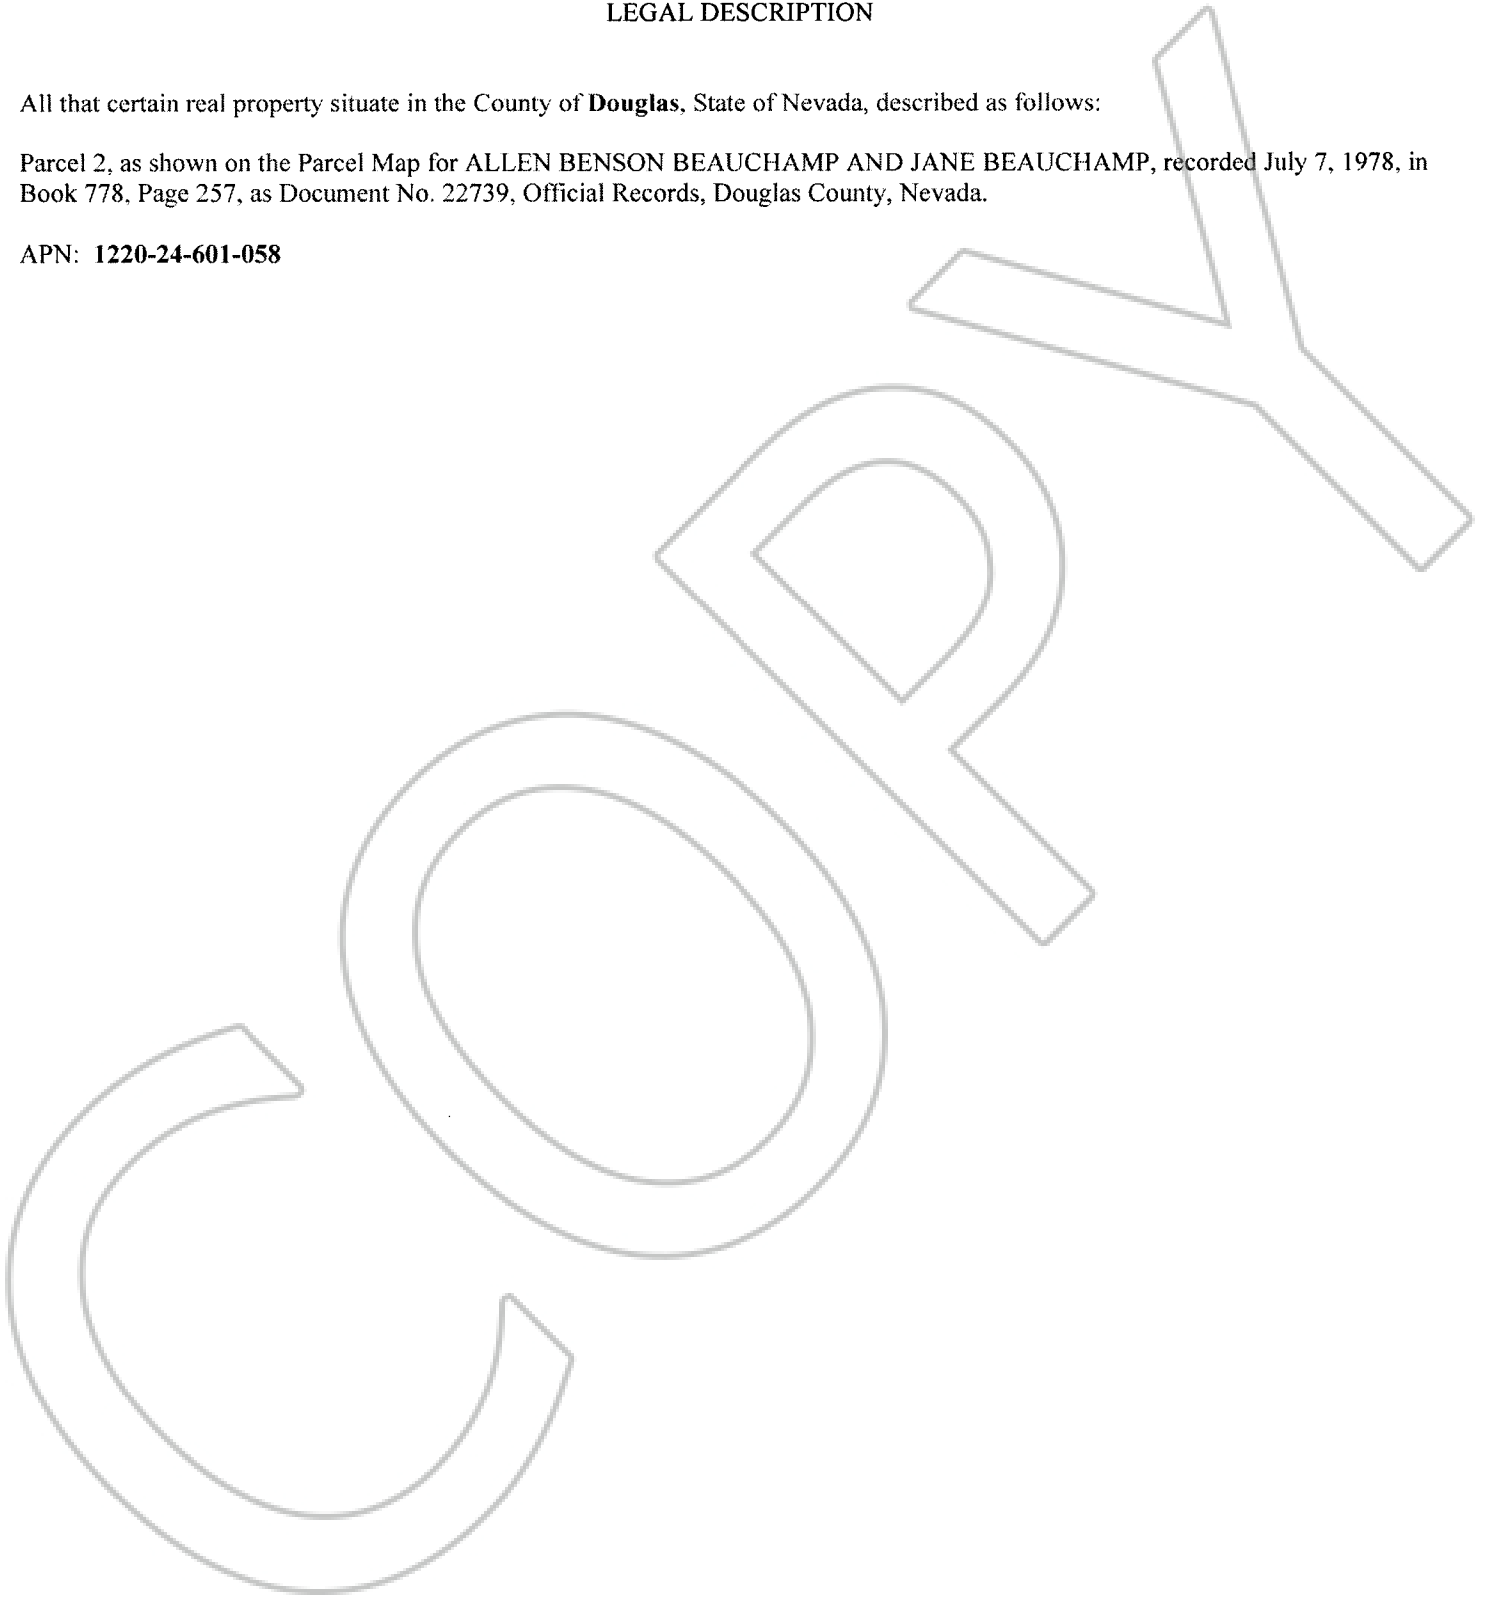 LEGAL DESCRIPTION
All that certain real property situate in the County of Douglas, State of Nevada, described as follows:
Parcel 2, as shown on the Parcel Map for ALLEN BENSON BEAUCHAMP AND JANE BEAUCHAMP, recorded July 7, 1978, in
Book 778, Page 257, as Document No. 22739, Official Records, Douglas County, Nevada.
APN: 1220-24-601-058
COPY